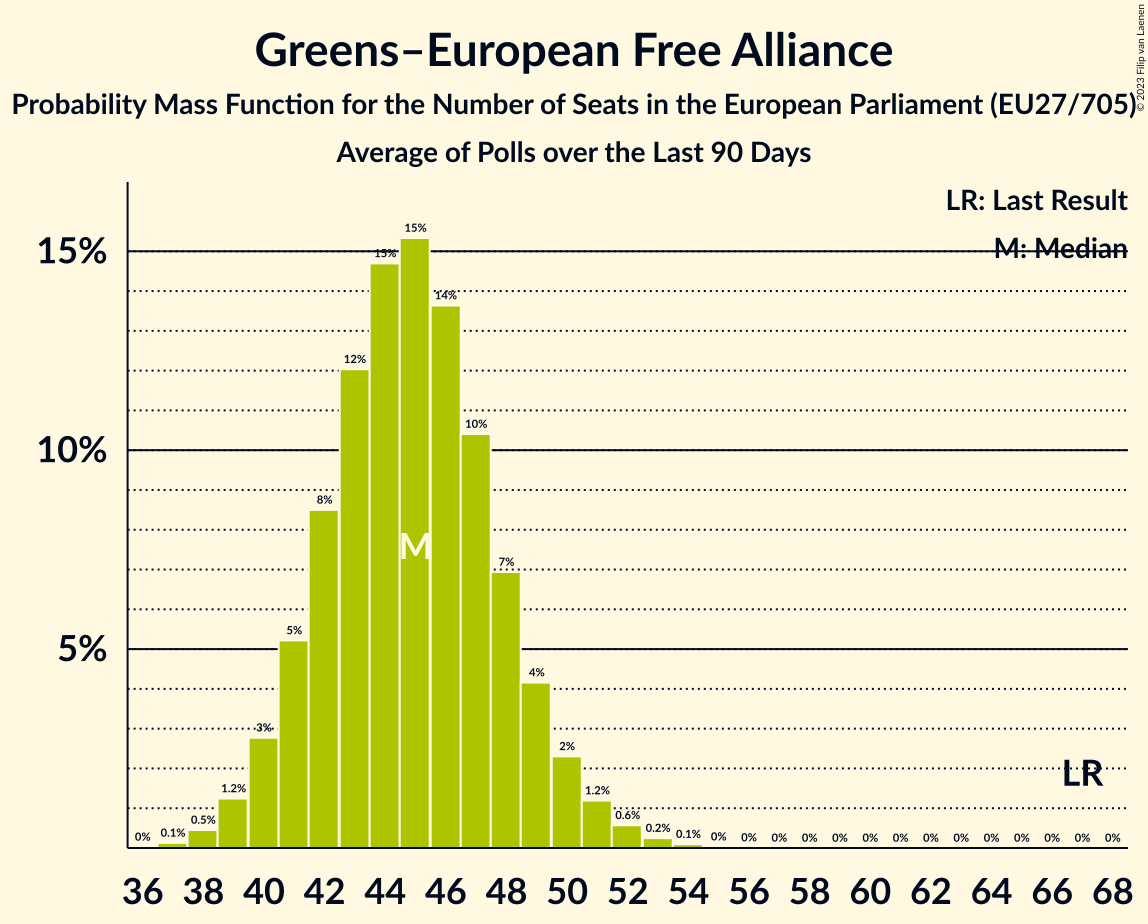 Greens–European Free Alliance
Probability Mass Function for the Number of Seats in the European Parliament (EU27/705)
Average of Polls over the Last 90 Days
© 2023 Filip van Laenen
LR: Last Result
M: Median
15%
10%
5%
0% 0.1% 0.5% 1.2% 3% 5% 8% 12% 15% 15% 14% 10% 7% 4% 2% 1.2% 0.6% 0.2% 0.1% 0% 0% 0% 0% 0% 0% 0% 0% 0% 0% 0% 0% 0% 0%
M
LR
36 38 40 42 44 46 48 50 52 54 56 58 60 62 64 66 68